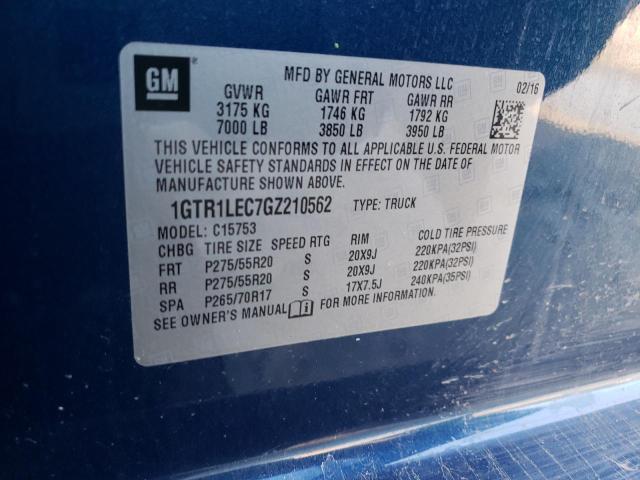 GM
MFD BY GENERAL MOTORS LLC
02/16
GVWR GAWR FRT GAWR RR
3175 KG 1746 KG 1792 KG
7000 LB 3850 LB 3950 LB
THIS VEHICLE CONFORMS TO ALL APPLICABLE U.S. FEDERAL MOTOR
VEHICLE SAFETY STANDARDS IN EFFECT ON THE DATE OF
MANUFACTURE SHOWN ABOVE.
1GTR1LEC7GZ210562 TYPE: TRUCK
MODEL: C15753
CHBG TIRE SIZE SPEED RTG RIM COLD TIRE PRESSURE
FRT P275/55R20 S 20X9J 220KPA(32PSI)
RR P275/55R20 S 20X9J 220KPA(32PSI)
SPA P265/70R17 S 17X7.5J 240KPA(35PSI)
SEE OWNER'S MANUAL FOR MORE INFORMATION.